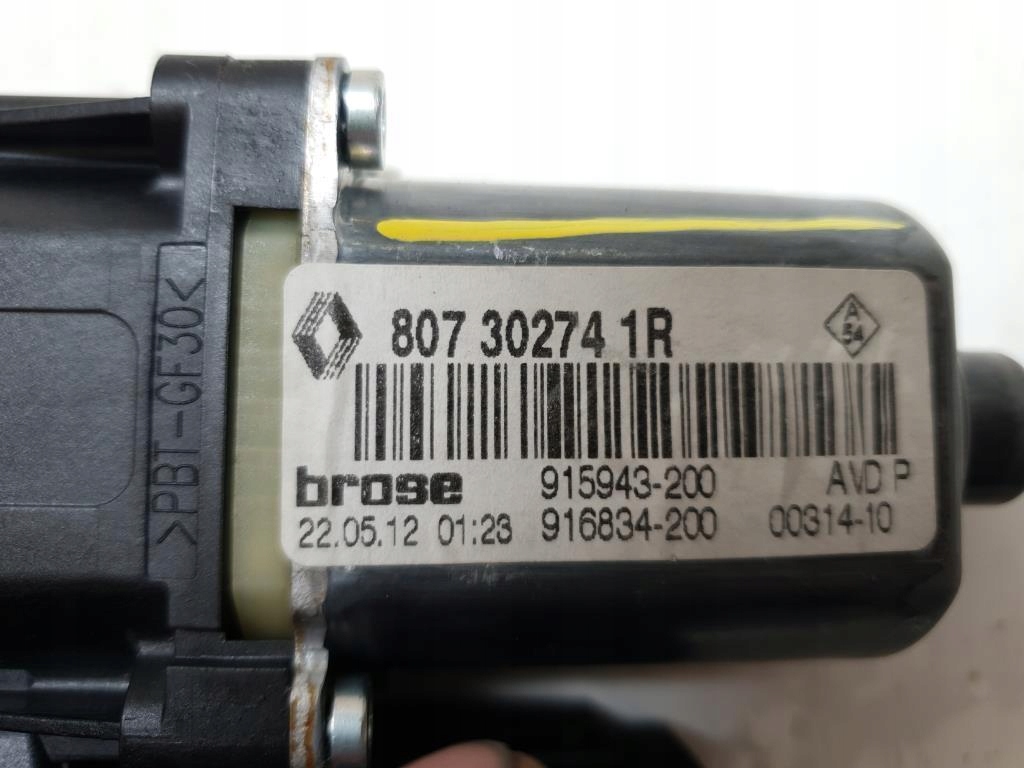 >PBT-GF30<
807 30274 1R
A
54
brose 915943-200 AVD P
22.05.12 01:23 916834-200 00314-10